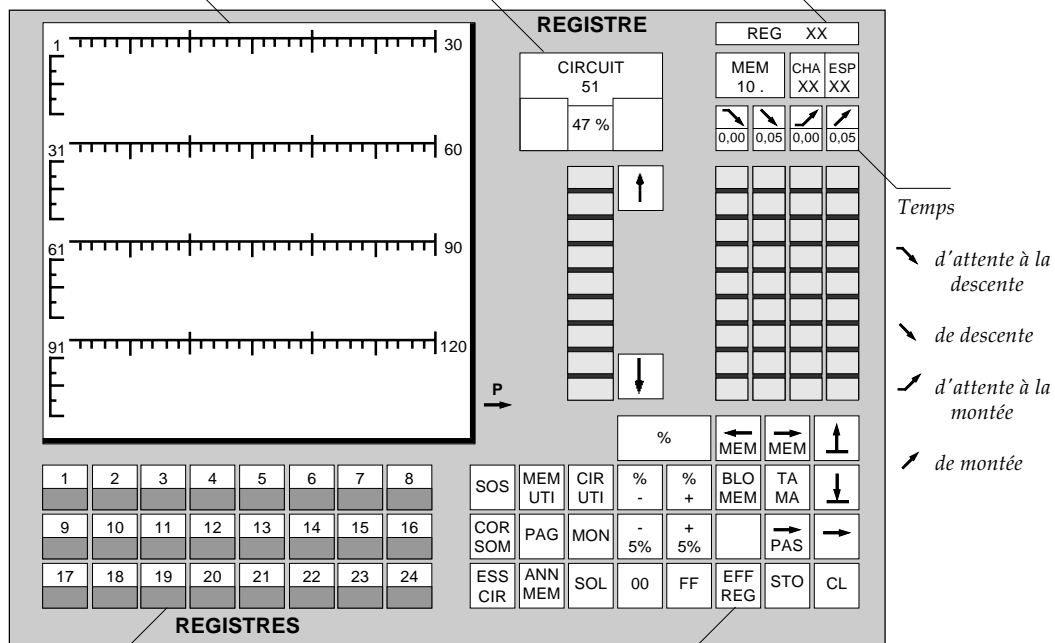 REGISTRE
REG XX
1 30
CIRCUIT
51
47 %
MEM
10 .
CHA
XX
ESP
XX
0,00 0,05 0,00 0,05
31 60
61 90
91 120
P
%
MEM MEM
1 2 3 4 5 6 7 8
SOS
MEM
UTI
CIR
UTI
%
-
%
+
BLO
MEM
TA
MA
9 10 11 12 13 14 15 16
COR
SOM
PAG
MON
-
5%
+
5%
PAS
17 18 19 20 21 22 23 24
ESS
CIR
ANN
MEM
SOL
00
FF
EFF
REG
STO
CL
REGISTRES
Temps
d'attente à la
descente
de descente
d'attente à la
montée
de montée